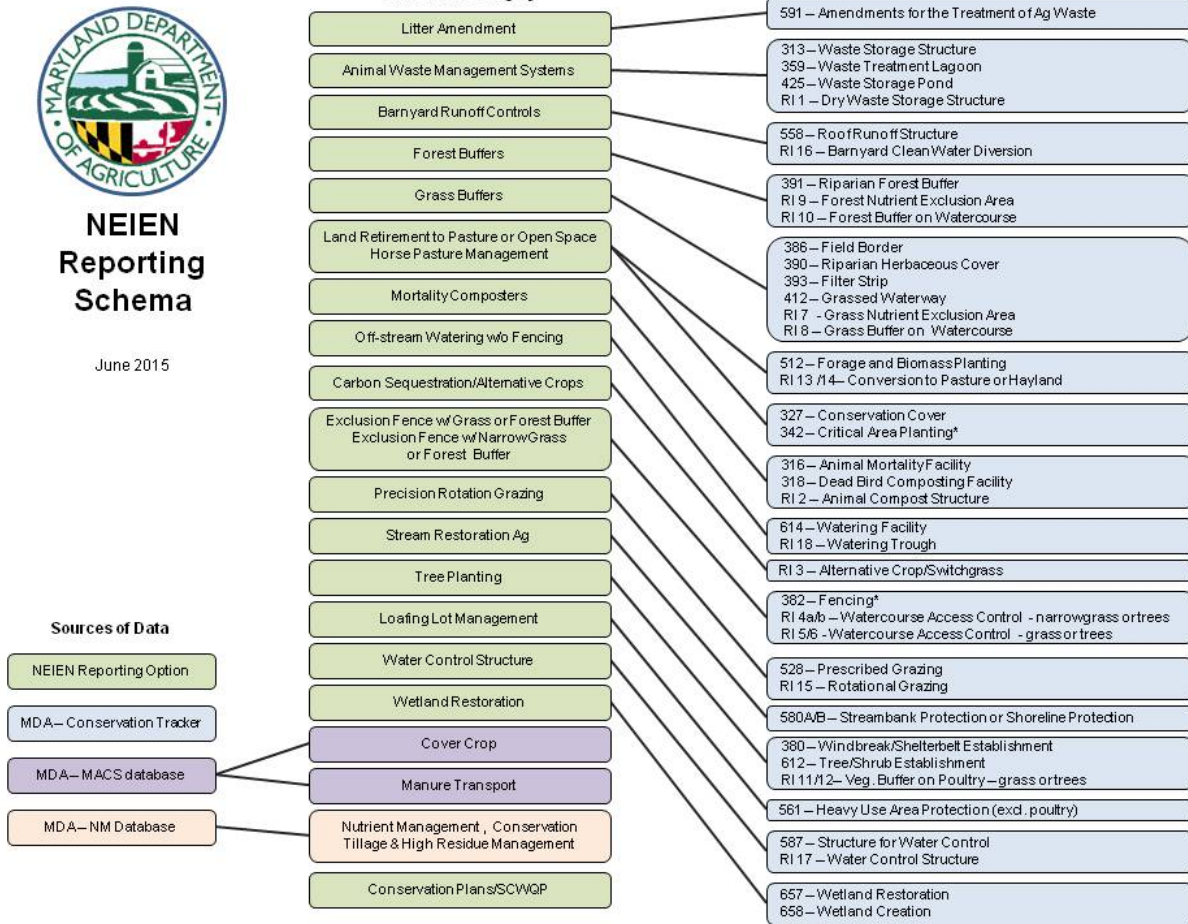 MARYLAND DEPARTMENT
OF AGRICULTURE
NEIEN
Reporting
Schema
June 2015
Sources of Data
NEIEN Reporting Option
MDA – Conservation Tracker
MDA – MACS database
MDA – NM Database
Litter Amendment
Animal Waste Management Systems
Barnyard Runoff Controls
Forest Buffers
Grass Buffers
Land Retirement to Pasture or Open Space
Horse Pasture Management
Mortality Composters
Off-stream Watering w/o Fencing
Carbon Sequestration/Alternative Crops
Exclusion Fence w/ Grass or Forest Buffer
Exclusion Fence w/ Narrow Grass
or Forest Buffer
Precision Rotation Grazing
Stream Restoration Ag
Tree Planting
Loafing Lot Management
Water Control Structure
Wetland Restoration
Cover Crop
Manure Transport
Nutrient Management , Conservation
Tillage & High Residue Management
Conservation Plans/SCWQP
591 – Amendments for the Treatment of Ag Waste
313 – Waste Storage Structure
359 – Waste Treatment Lagoon
425 – Waste Storage Pond
RI 1 – Dry Waste Storage Structure
558 – Roof Runoff Structure
RI 16 – Barnyard Clean Water Diversion
391 – Riparian Forest Buffer
RI 9 – Forest Nutrient Exclusion Area
RI 10 – Forest Buffer on Watercourse
386 – Field Border
390 – Riparian Herbaceous Cover
393 – Filter Strip
412 – Grassed Waterway
RI 7 - Grass Nutrient Exclusion Area
RI 8 – Grass Buffer on Watercourse
512 – Forage and Biomass Planting
RI 13 /14 – Conversion to Pasture or Hayland
327 – Conservation Cover
342 – Critical Area Planting*
316 – Animal Mortality Facility
318 – Dead Bird Composting Facility
RI 2 – Animal Compost Structure
614 – Watering Facility
RI 18 – Watering Trough
RI 3 – Alternative Crop/Switchgrass
382 – Fencing*
RI 4a/b – Watercourse Access Control - narrow grass or trees
RI 5/6 - Watercourse Access Control - grass or trees
528 – Prescribed Grazing
RI 15 – Rotational Grazing
580A/B – Streambank Protection or Shoreline Protection
380 – Windbreak/Shelterbelt Establishment
612 – Tree/Shrub Establishment
RI 11/12 – Veg. Buffer on Poultry – grass or trees
561 – Heavy Use Area Protection (excl. poultry)
587 – Structure for Water Control
RI 17 – Water Control Structure
657 – Wetland Restoration
658 – Wetland Creation